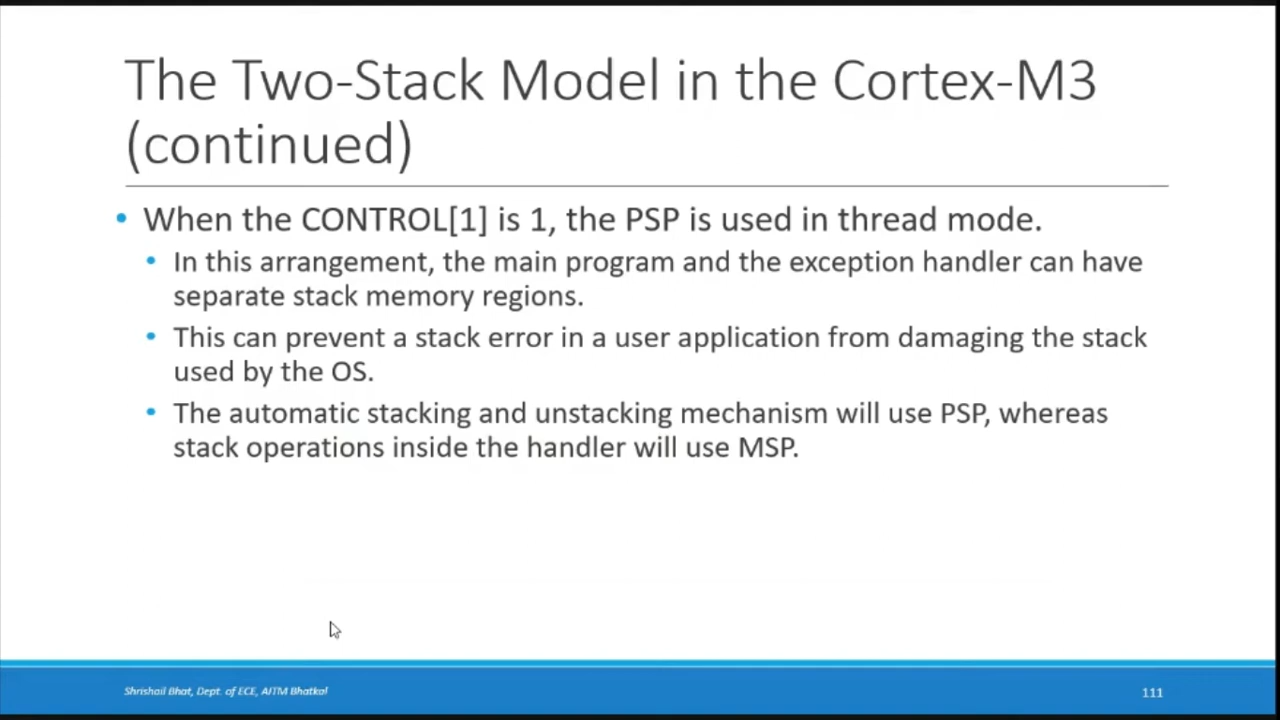 The Two-Stack Model in the Cortex-M3
(continued)
• When the CONTROL[1] is 1, the PSP is used in thread mode.
• In this arrangement, the main program and the exception handler can have
separate stack memory regions.
• This can prevent a stack error in a user application from damaging the stack
used by the OS.
• The automatic stacking and unstacking mechanism will use PSP, whereas
stack operations inside the handler will use MSP.
Shrishail Bhat, Dept. of ECE, AITM Bhatkal
111